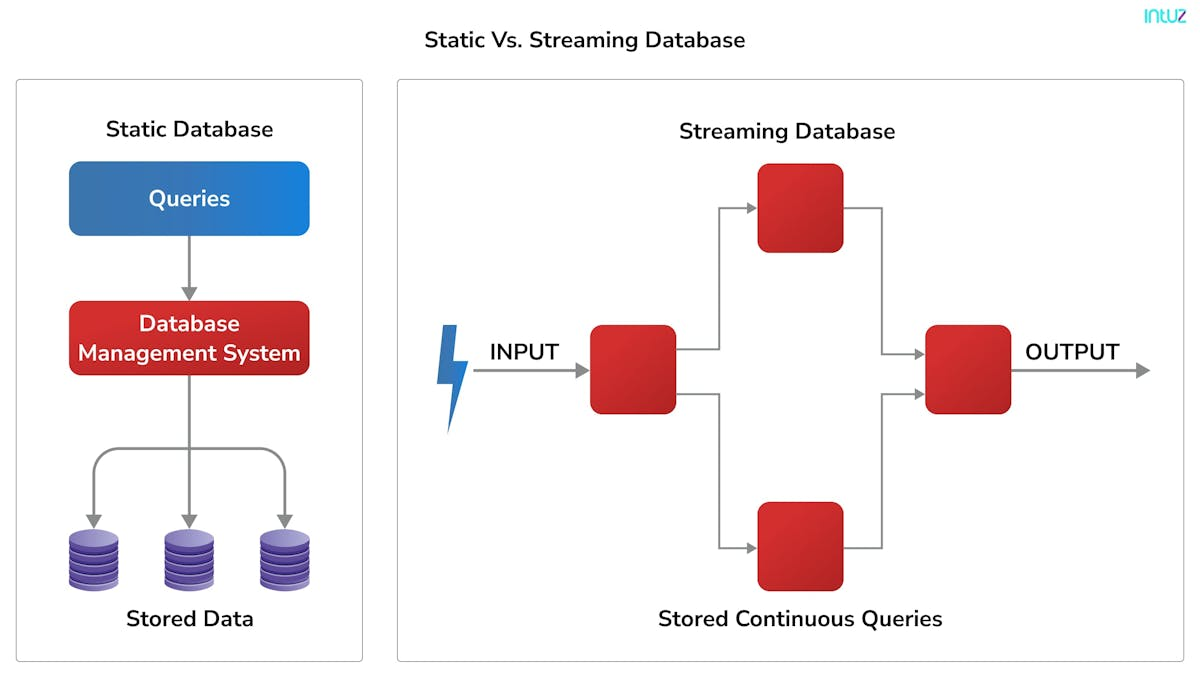 INTUZ
Static Vs. Streaming Database
Static Database
Queries
Database
Management System
Stored Data
Streaming Database
INPUT
OUTPUT
Stored Continuous Queries